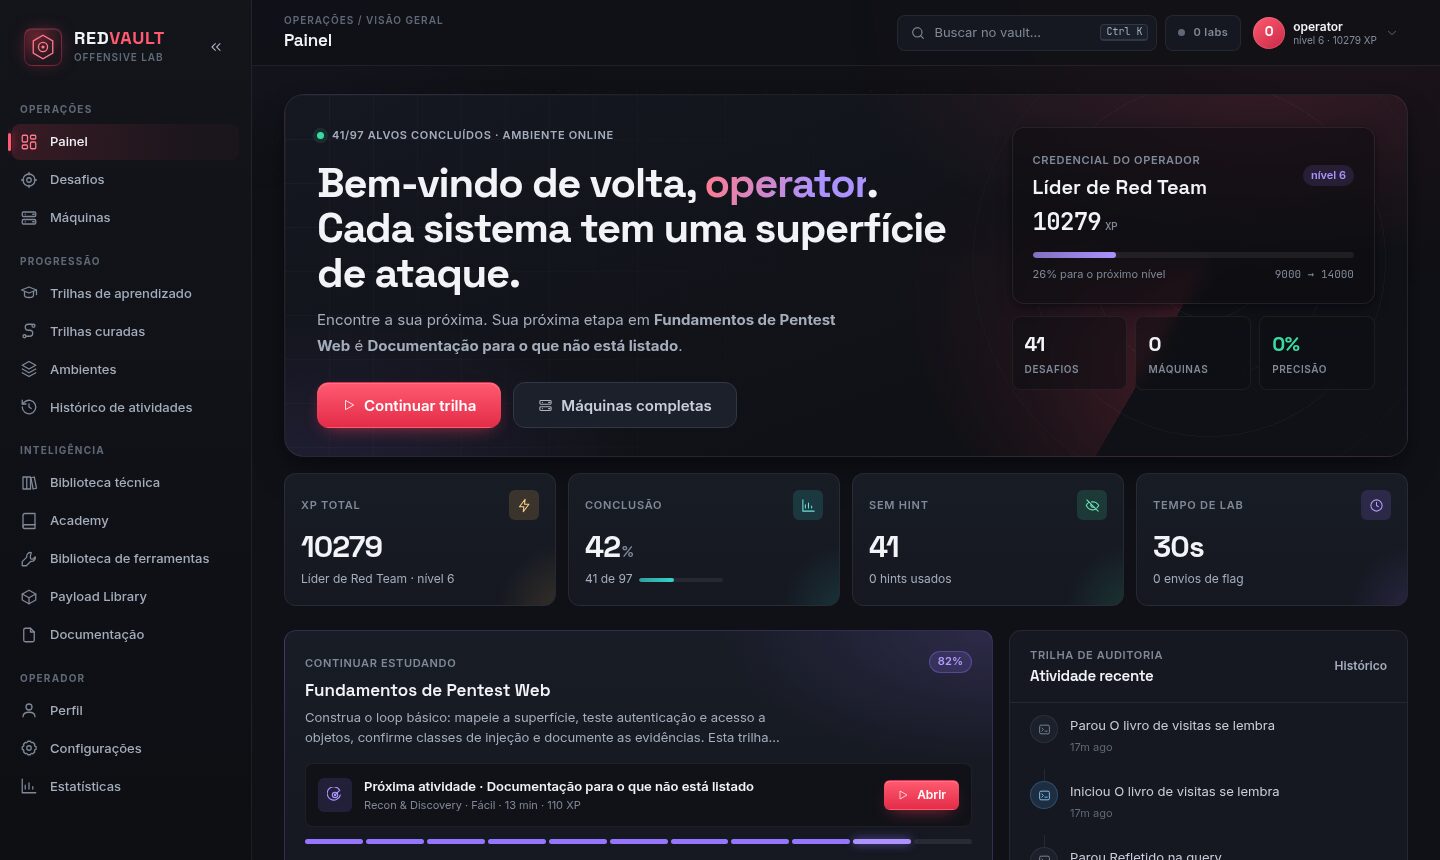 REDVAULT
OFFENSIVE LAB
OPERAÇÕES
Painel
Desafios
Máquinas
PROGRESSÃO
Trilhas de aprendizado
Trilhas curadas
Ambientes
Histórico de atividades
INTELIGÊNCIA
Biblioteca técnica
Academy
Biblioteca de ferramentas
Payload Library
Documentação
OPERADOR
Perfil
Configurações
Estatísticas
OPERAÇÕES / VISÃO GERAL
Painel
Buscar no vault...
Ctrl K
0 labs
O
operator
nível 6 · 10279 XP
41/97 ALVOS CONCLUÍDOS · AMBIENTE ONLINE
Bem-vindo de volta, operator.
Cada sistema tem uma superfície
de ataque.
Encontre a sua próxima. Sua próxima etapa em Fundamentos de Pentest
Web é Documentação para o que não está listado.
Continuar trilha
Máquinas completas
CREDENCIAL DO OPERADOR
Líder de Red Team
nível 6
10279 XP
26% para o próximo nível
9000 → 14000
41
DESAFIOS
0
MÁQUINAS
0%
PRECISÃO
XP TOTAL
10279
Líder de Red Team · nível 6
CONCLUSÃO
42%
41 de 97
SEM HINT
41
0 hints usados
TEMPO DE LAB
30s
0 envios de flag
CONTINUAR ESTUDANDO
82%
Fundamentos de Pentest Web
Construa o loop básico: mapeie a superfície, teste autenticação e acesso a
objetos, confirme classes de injeção e documente as evidências. Esta trilha...
Próxima atividade · Documentação para o que não está listado
Recon & Discovery · Fácil · 13 min · 110 XP
Abrir
TRILHA DE AUDITORIA
Atividade recente
Histórico
Parou O livro de visitas se lembra
17m ago
Iniciou O livro de visitas se lembra
17m ago
Parou Refletido na query